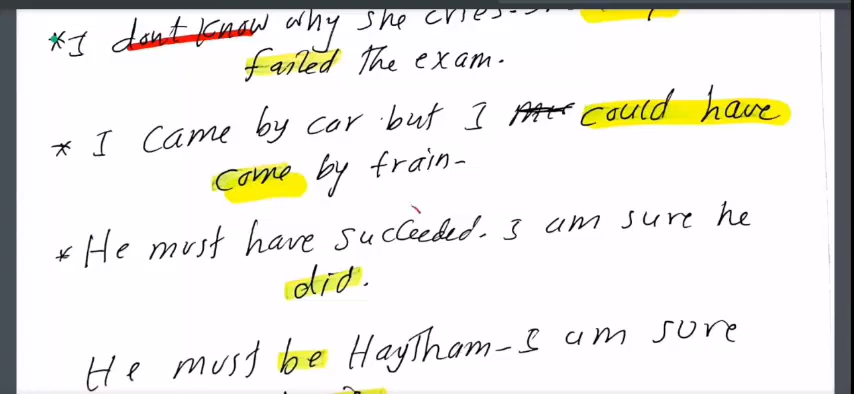 *I dont know why she cries.
failed the exam.
* I came by car but I could have
come by train-
* He must have succeeded. I am sure he
did.
He must be Haytham-I am sure